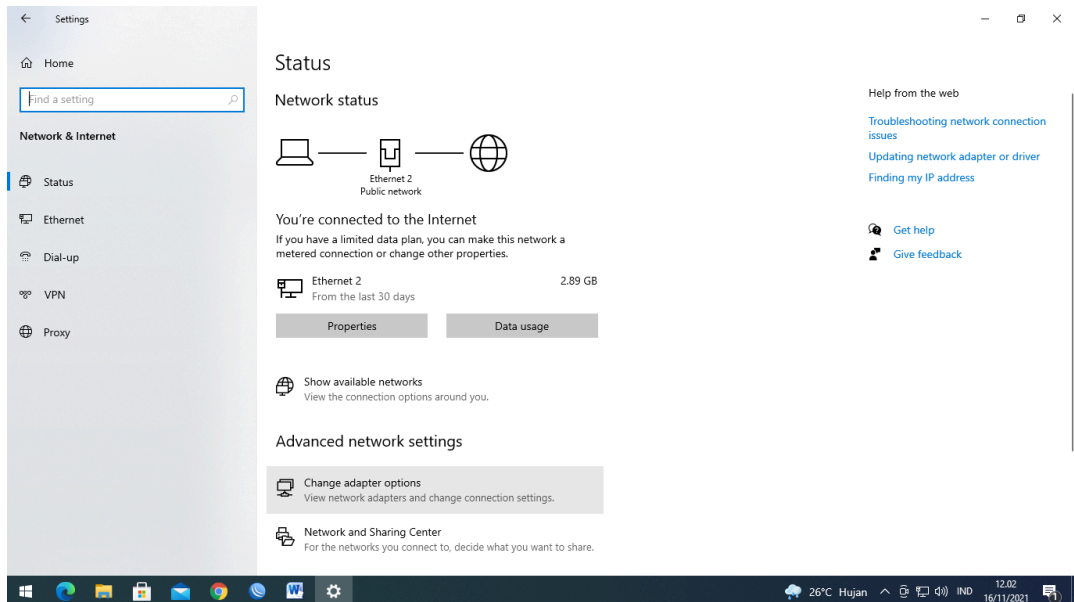 Settings
Home
Find a setting
Network & Internet
Status
Ethernet
Dial-up
VPN
Proxy
Status
Network status
Ethernet 2
Public network
You're connected to the Internet
If you have a limited data plan, you can make this network a
metered connection or change other properties.
Ethernet 2
2.89 GB
From the last 30 days
Properties
Data usage
Show available networks
View the connection options around you.
Advanced network settings
Change adapter options
View network adapters and change connection settings.
Network and Sharing Center
For the networks you connect to, decide what you want to share.
Help from the web
Troubleshooting network connection
issues
Updating network adapter or driver
Finding my IP address
Get help
Give feedback
W
26°C Hujan
IND
12.02
16/11/2021
1